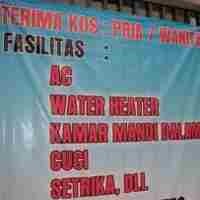 TERIMA KOS : PRIA / WANITA
FASILITAS :
AC
WATER HEATER
KAMAR MANDI DALAM
CUCI
SETRIKA, DLL